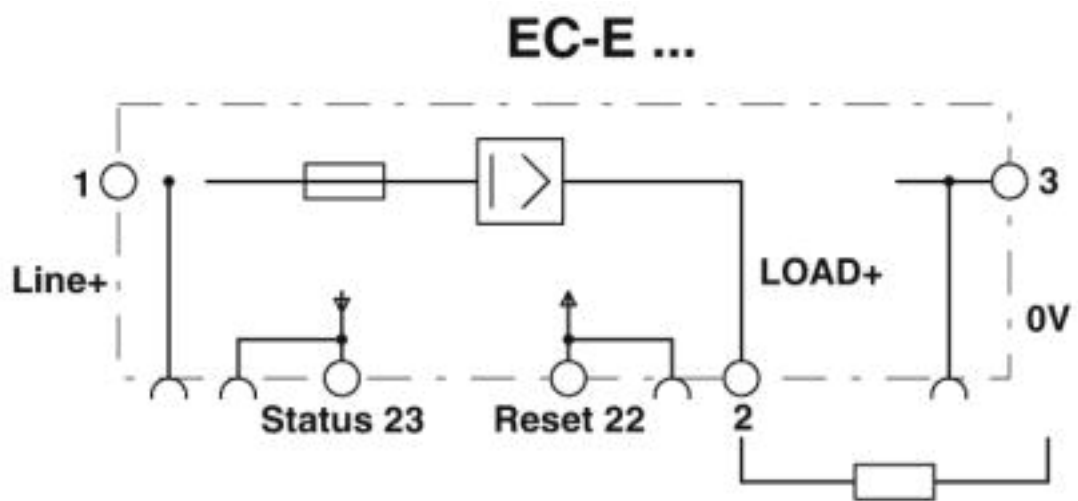 EC-E ...
1
3
Line+
LOAD+
0V
Status 23
Reset 22
2